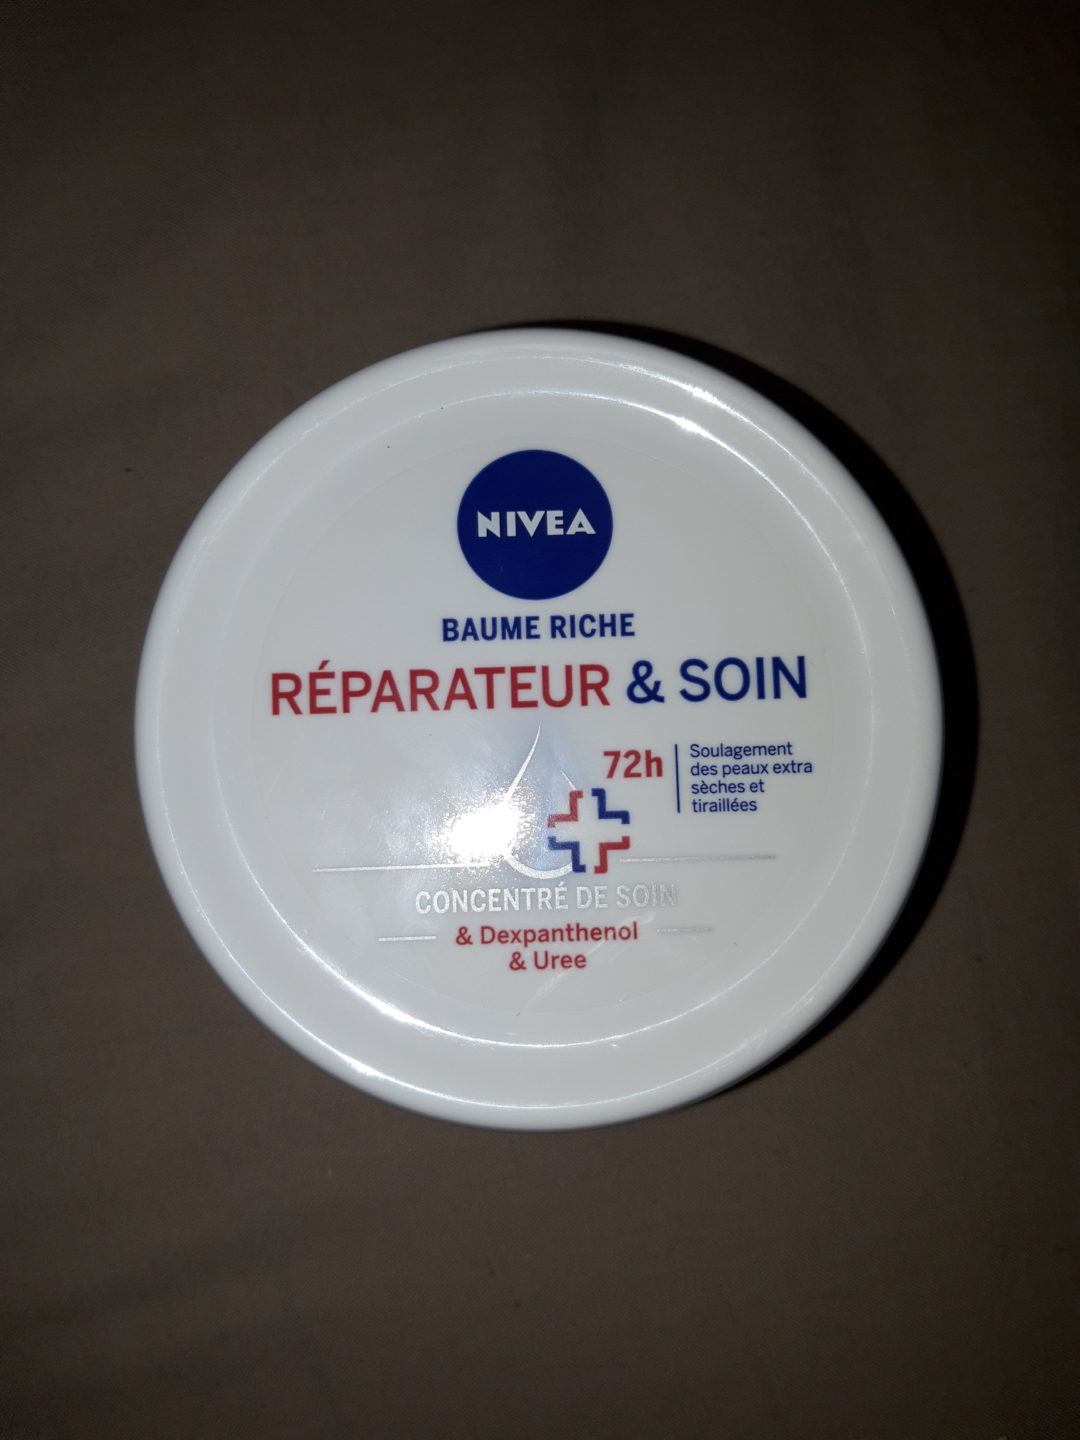 NIVEA
BAUME RICHE
RÉPARATEUR & SOIN
72h
Soulagement
des peaux extra
sèches et
tiraillées
CONCENTRÉ DE SOIN
& Dexpanthenol
& Uree